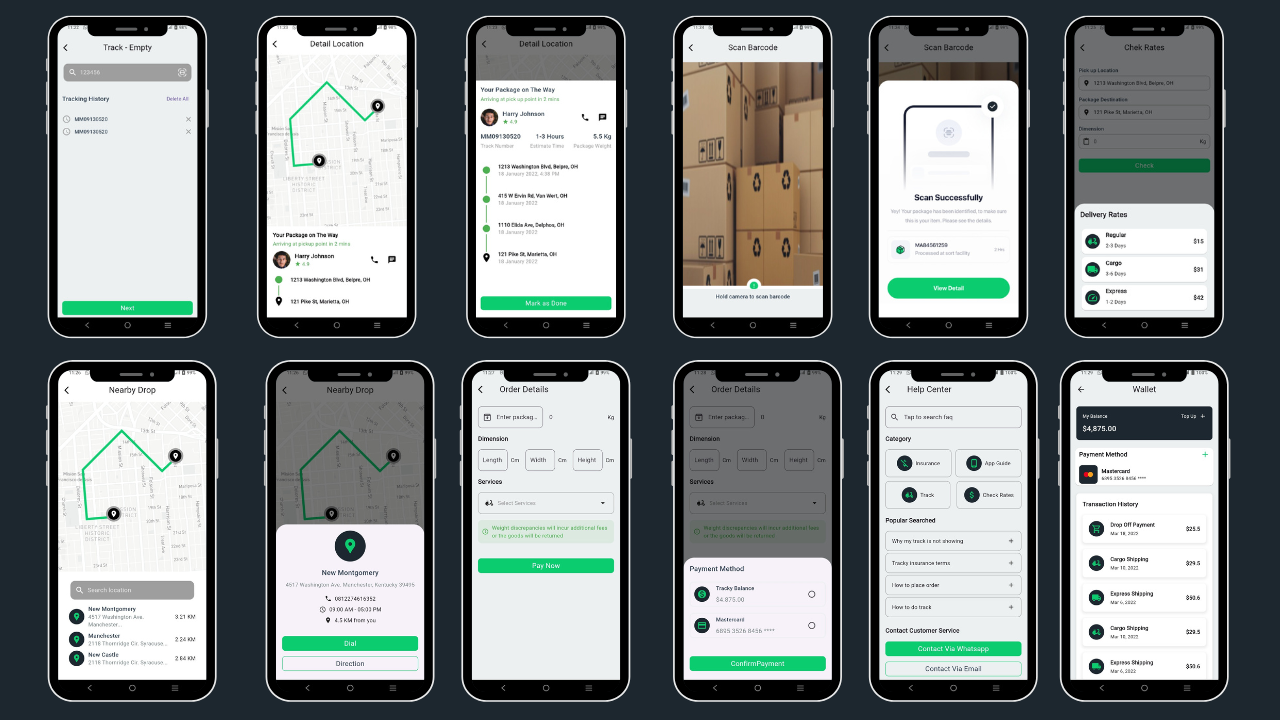 Track - Empty
123456
Tracking History
Delete All
MM09130520
MM09130520
Next
Detail Location
Your Package on The Way
Arriving at pickup point in 2 mins
Harry Johnson
4.9
1213 Washington Blvd, Belpre, OH
121 Pike St, Marietta, OH
Detail Location
Your Package on The Way
Arriving at pick up point in 2 mins
Harry Johnson
4.9
MM09130520 1-3 Hours 5.5 Kg
Track Number Estimate Time Package Weight
1213 Washington Blvd, Belpre, OH
18 January 2022, 4:30 PM
415 W Ervin Rd, Van Wert, OH
18 January 2022
1110 Elida Ave, Delphos, OH
18 January 2022
121 Pike St, Marietta, OH
18 January 2022
Mark as Done
Scan Barcode
Hold camera to scan barcode
Scan Barcode
Scan Successfully
Yey! Your package has been identified, to make sure
this is your item. Please see the details.
MA84561259
Processed at sort facility
View Detail
Chek Rates
Pick up Location
1213 Washington Blvd, Belpre, OH
Package Destination
121 Pike St, Marietta, OH
Dimension
0 Kg
Check
Delivery Rates
Regular
2-3 Days
$15
Cargo
3-6 Days
$31
Express
1-2 Days
$42
11:26
Nearby Drop
LIBERTY STREET
HISTORIC
DISTRICT
Search location
New Montgomery
4517 Washington Ave.
Manchester...
3.21 KM
Manchester
2118 Thornridge Cir. Syracuse...
2.24 KM
New Castle
2118 Thornridge Cir. Syracuse...
2.84 KM
Nearby Drop
New Montgomery
4517 Washington Ave. Manchester, Kentucky 39495
0812274616352
09:00 AM - 05:00 PM
4.5 KM from you
Dial
Direction
11:27
Order Details
Enter packag... 0 Kg
Dimension
Length Cm Width Cm Height Cm
Services
Select Services
Weight discrepancies will incur additional fees
or the goods will be returned
Pay Now
Order Details
Enter packag... 0 Kg
Dimension
Length Cm Width Cm Height Cm
Services
Select Services
Weight discrepancies will incur additional fees
or the goods will be returned
Payment Method
Tracky Balance
$4,875.00
Mastercard
6895 3526 8456 ****
ConfirmPayment
11:29
Help Center
Tap to search faq
Category
Insurance
App Guide
Track
Check Rates
Popular Searched
Why my track is not showing
Tracky insurance terms
How to place order
How to do track
Contact Customer Service
Contact Via Whatsapp
Contact Via Email
11:29
Wallet
My Balance
Top Up +
$4,875.00
Payment Method
Mastercard
6895 3526 8456 ****
Transaction History
Drop Off Payment
Mar 18, 2022
$25.5
Cargo Shipping
Mar 10, 2022
$29.5
Express Shipping
Mar 6, 2022
$50.6
Cargo Shipping
Mar 10, 2022
$29.5
Express Shipping
Mar 6, 2022
$50.6